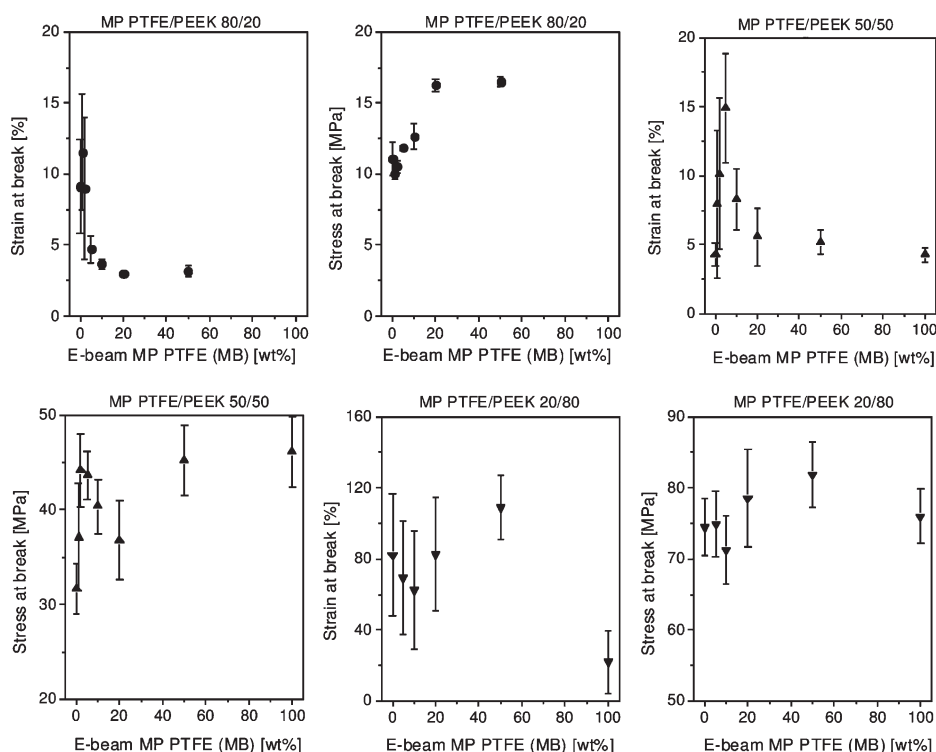 MP PTFE/PEEK 80/20
Strain at break [%]
20
15
10
5
0
0 20 40 60 80 100
E-beam MP PTFE (MB) [wt%]
MP PTFE/PEEK 80/20
Stress at break [MPa]
20
15
10
5
0
0 20 40 60 80 100
E-beam MP PTFE (MB) [wt%]
MP PTFE/PEEK 50/50
Strain at break [%]
20
15
10
5
0
0 20 40 60 80 100
E-beam MP PTFE (MB) [wt%]
MP PTFE/PEEK 50/50
Stress at break [MPa]
50
40
30
20
0 20 40 60 80 100
E-beam MP PTFE (MB) [wt%]
MP PTFE/PEEK 20/80
Strain at break [%]
160
120
80
40
0
0 20 40 60 80 100
E-beam MP PTFE (MB) [wt%]
MP PTFE/PEEK 20/80
Stress at break [MPa]
90
80
70
60
50
0 20 40 60 80 100
E-beam MP PTFE (MB) [wt%]